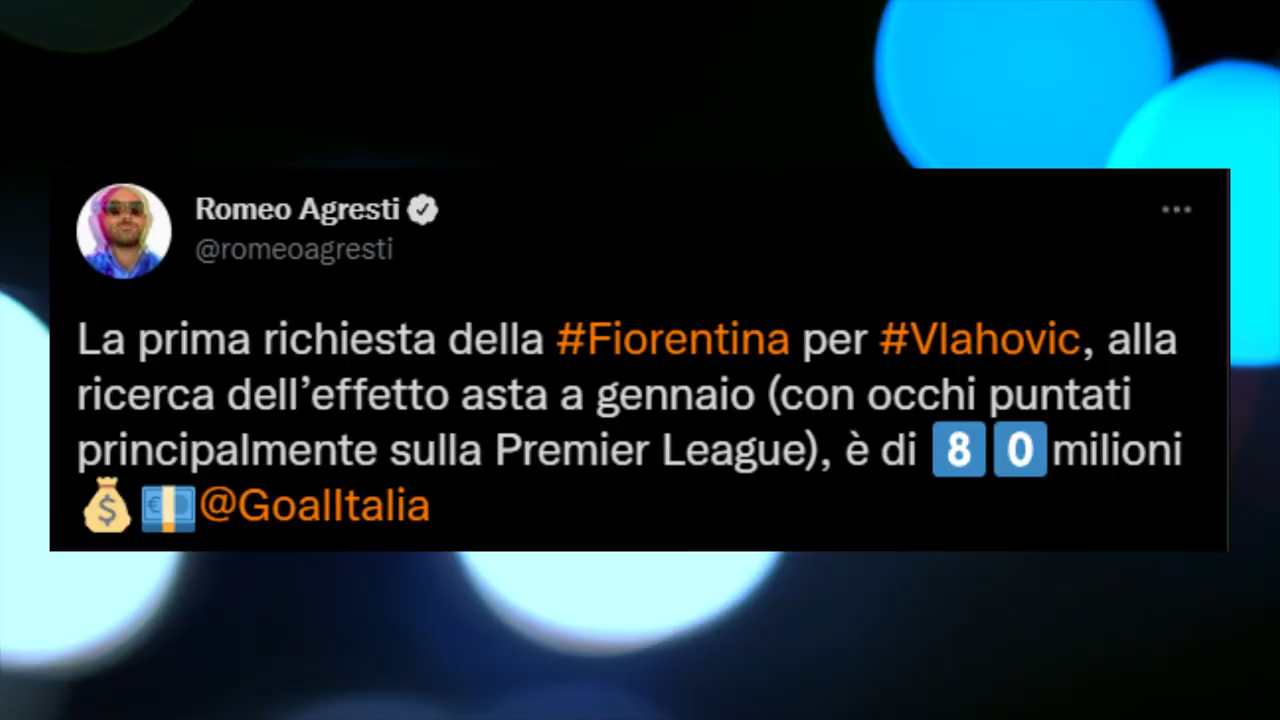 Romeo Agresti
@romeoagresti
La prima richiesta della #Fiorentina per #Vlahovic, alla
ricerca dell’effetto asta a gennaio (con occhi puntati
principalmente sulla Premier League), è di 8️⃣0️⃣milioni
💰💶@GoalItalia